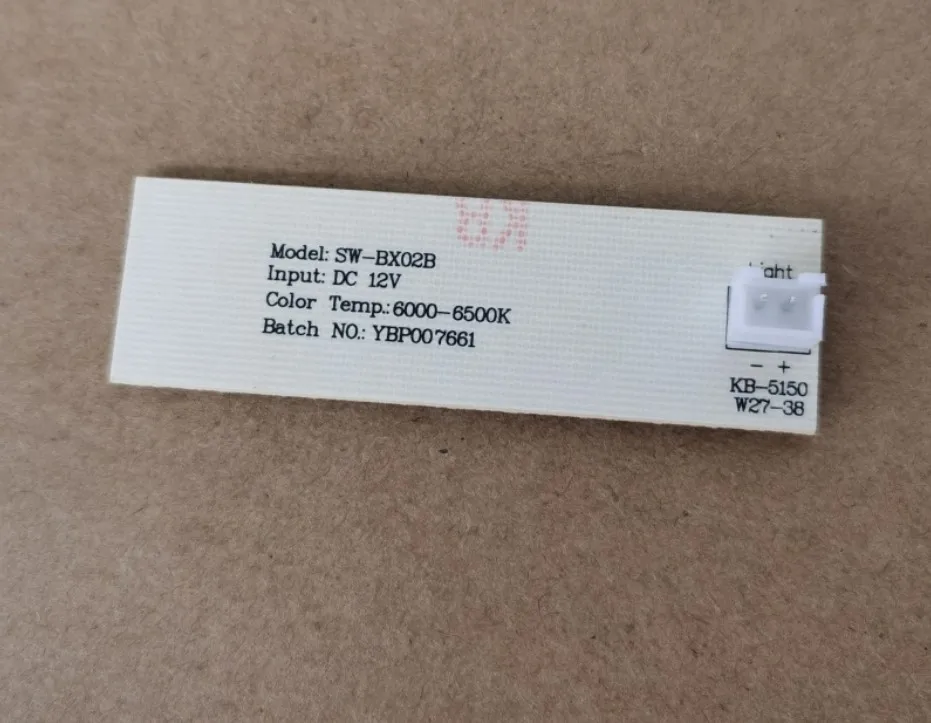 Model: SW-BX02B
Input: DC 12V
Color Temp.:6000-6500K
Batch NO.: YBP007661
- +
KB-5150
W27-38